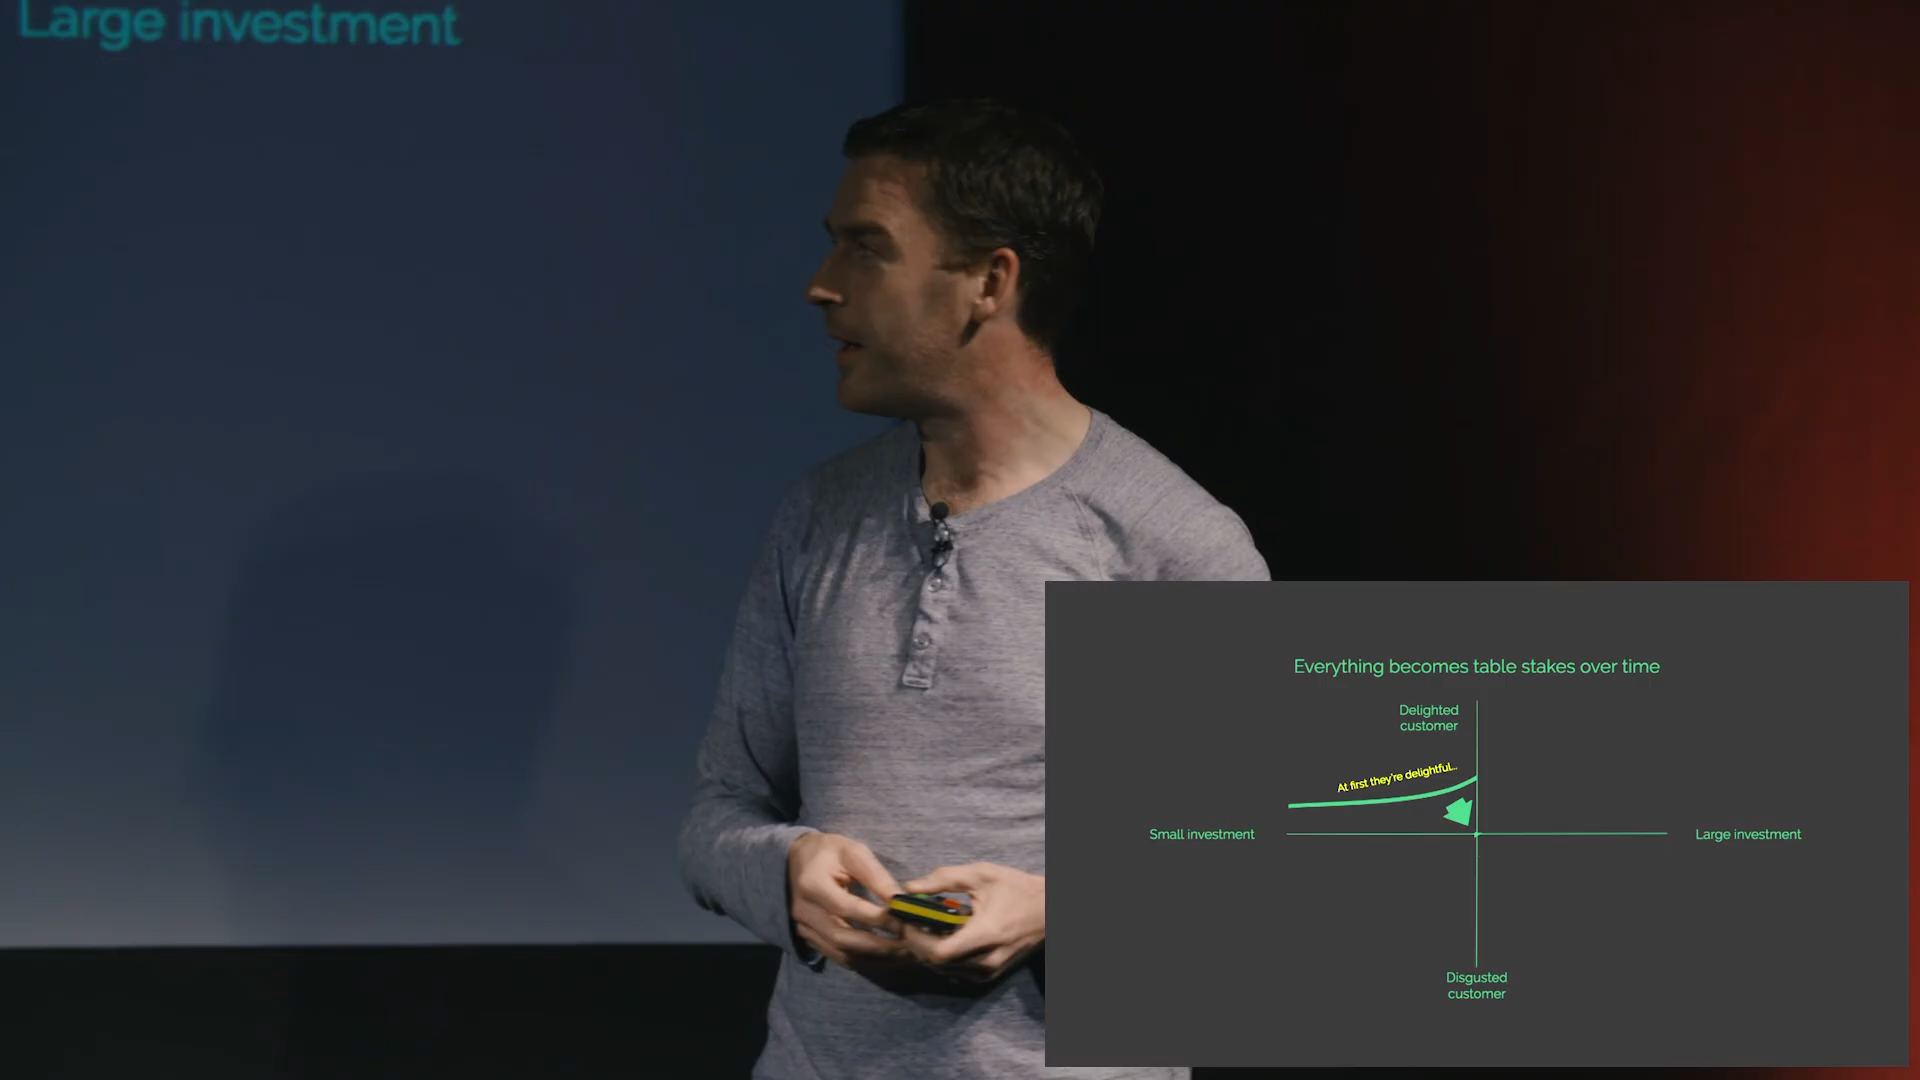 Large investment
Everything becomes table stakes over time
Delighted
customer
At first they're delightful...
Small investment
Large investment
Disgusted
customer